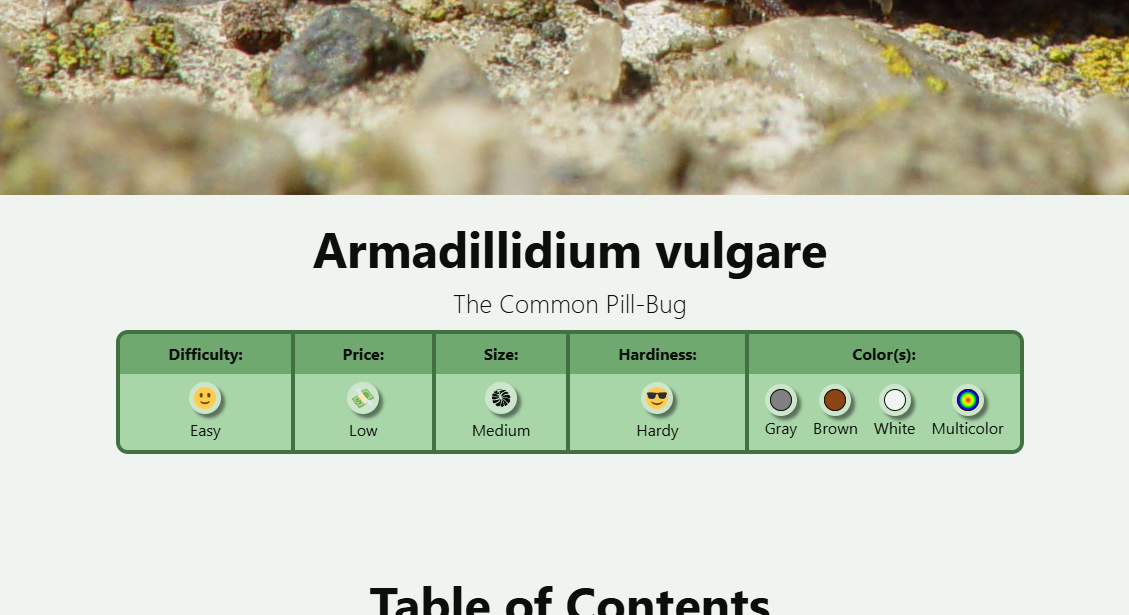 Armadillidium vulgare
The Common Pill-Bug
Difficulty: Price: Size: Hardiness: Color(s):
Easy Low Medium Hardy Gray Brown White Multicolor
Table of Contents